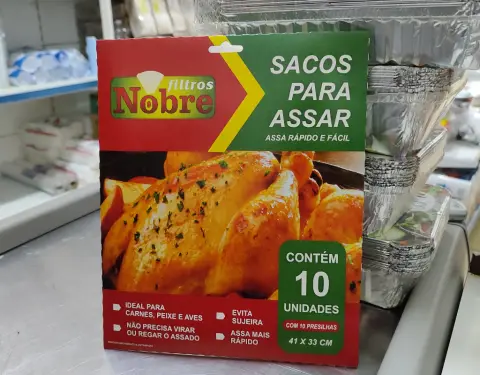 filtros
Nobre
SACOS
PARA
ASSAR
ASSA RÁPIDO E FÁCIL
CONTÉM
10
UNIDADES
COM 10 PRESILHAS
41 X 33 CM
IDEAL PARA
CARNES, PEIXE E AVES
NÃO PRECISA VIRAR
OU REGAR O ASSADO
EVITA
SUJEIRA
ASSA MAIS
RÁPIDO